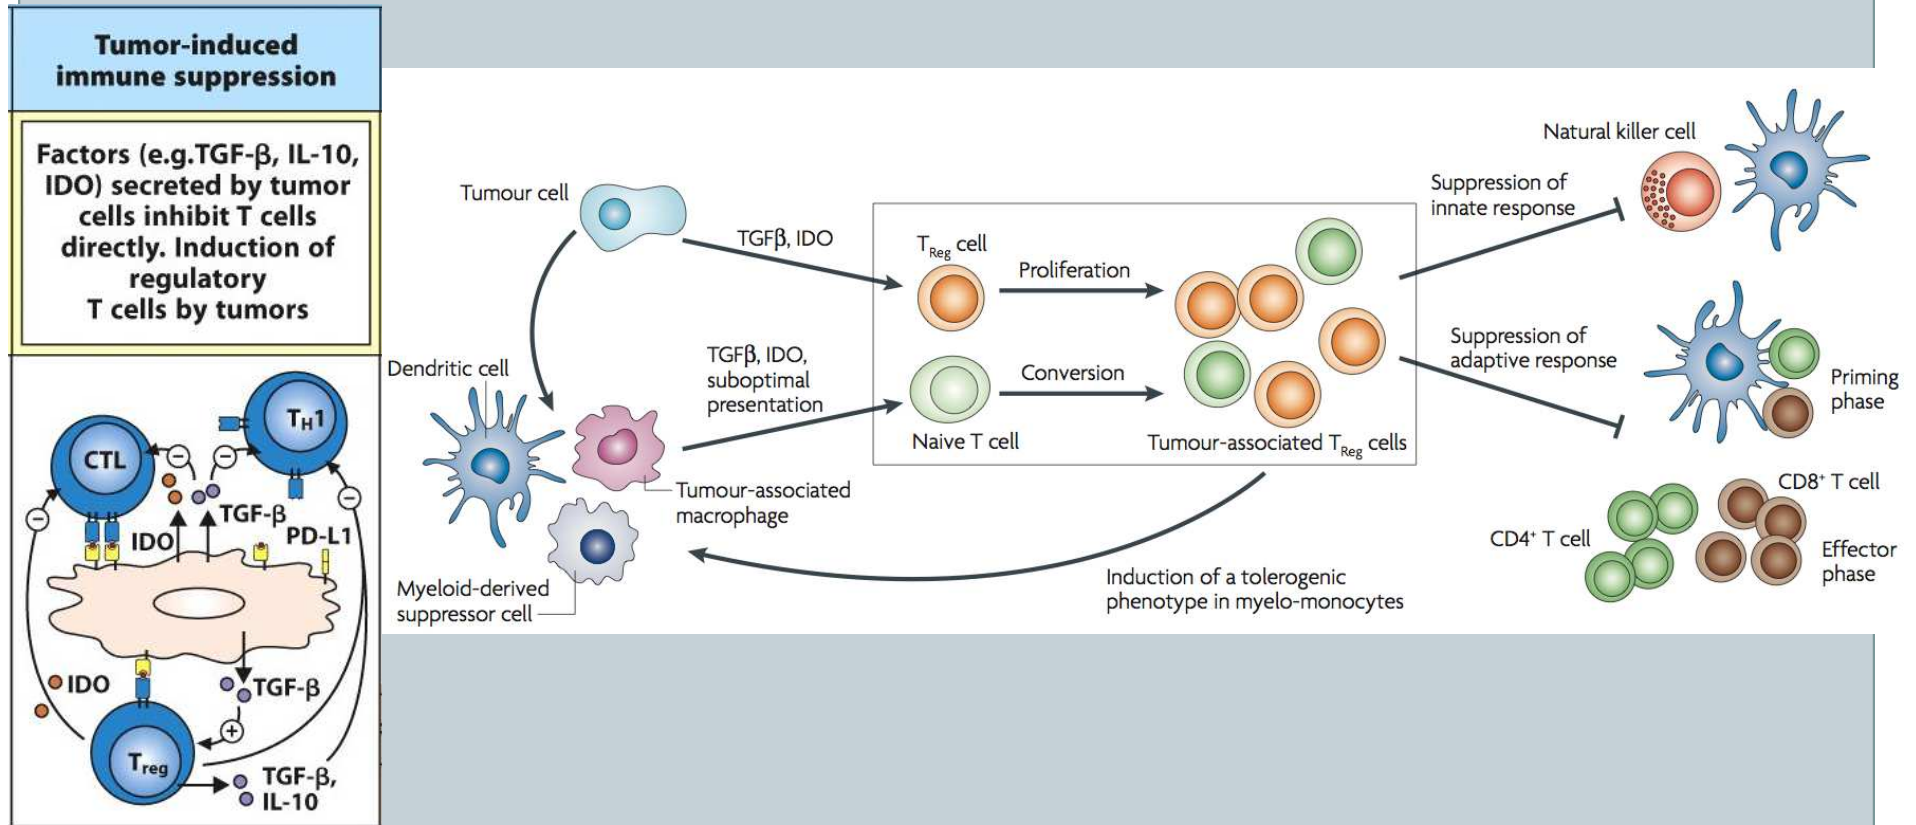 Tumor-induced
immune suppression
Factors (e.g.TGF-β, IL-10,
IDO) secreted by tumor
cells inhibit T cells
directly. Induction of
regulatory
T cells by tumors
CTL
TH1
IDO
TGF-β
PD-L1
IDO
TGF-β
Treg
TGF-β,
IL-10
Tumour cell
TGFβ, IDO
Dendritic cell
TGFβ, IDO,
suboptimal
presentation
Tumour-associated
macrophage
Myeloid-derived
suppressor cell
TReg cell
Proliferation
Conversion
Naive T cell
Tumour-associated TReg cells
Induction of a tolerogenic
phenotype in myelo-monocytes
Suppression of
innate response
Natural killer cell
Suppression of
adaptive response
Priming
phase
CD4⁺ T cell
CD8⁺ T cell
Effector
phase